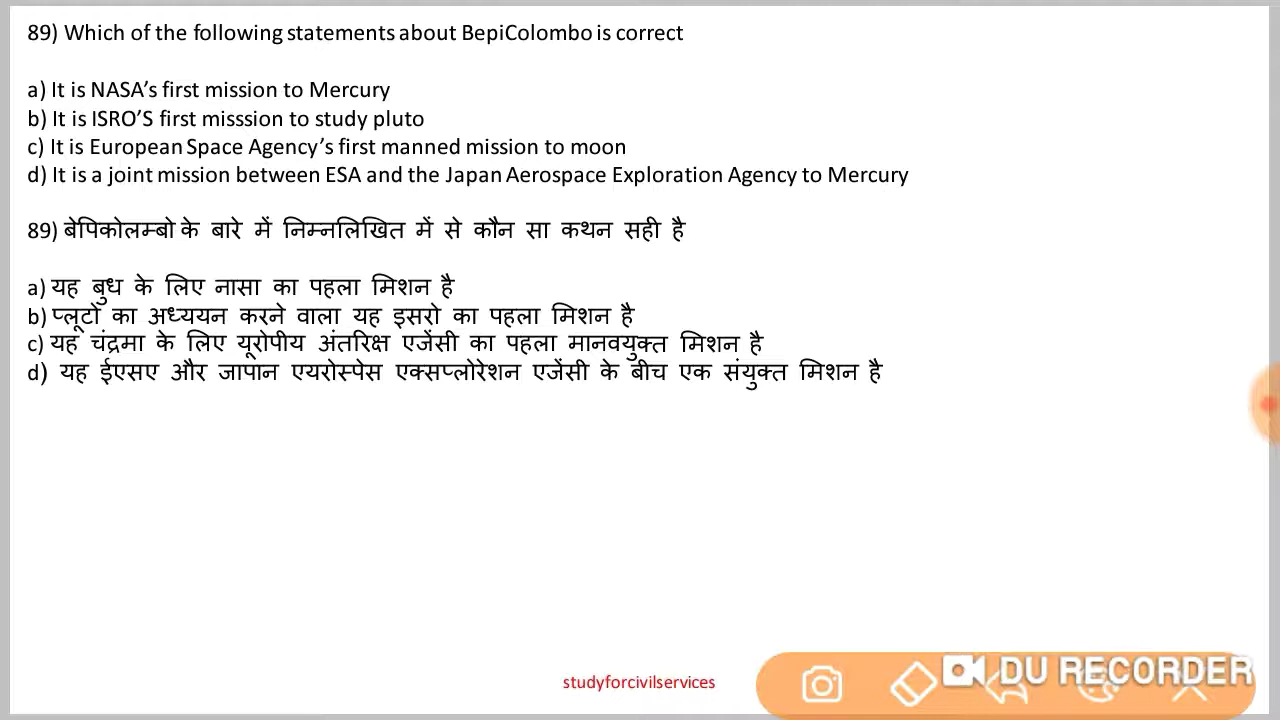 89) Which of the following statements about BepiColombo is correct
a) It is NASA’s first mission to Mercury
b) It is ISRO’S first misssion to study pluto
c) It is European Space Agency’s first manned mission to moon
d) It is a joint mission between ESA and the Japan Aerospace Exploration Agency to Mercury
89) बेपिकोलम्बो के बारे में निम्नलिखित में से कौन सा कथन सही है
a) यह बुध के लिए नासा का पहला मिशन है
b) प्लूटो का अध्ययन करने वाला यह इसरो का पहला मिशन है
c) यह चंद्रमा के लिए यूरोपीय अंतरिक्ष एजेंसी का पहला मानवयुक्त मिशन है
d) यह ईएसए और जापान एयरोस्पेस एक्सप्लोरेशन एजेंसी के बीच एक संयुक्त मिशन है
studyforcivilservices
DU RECORDER